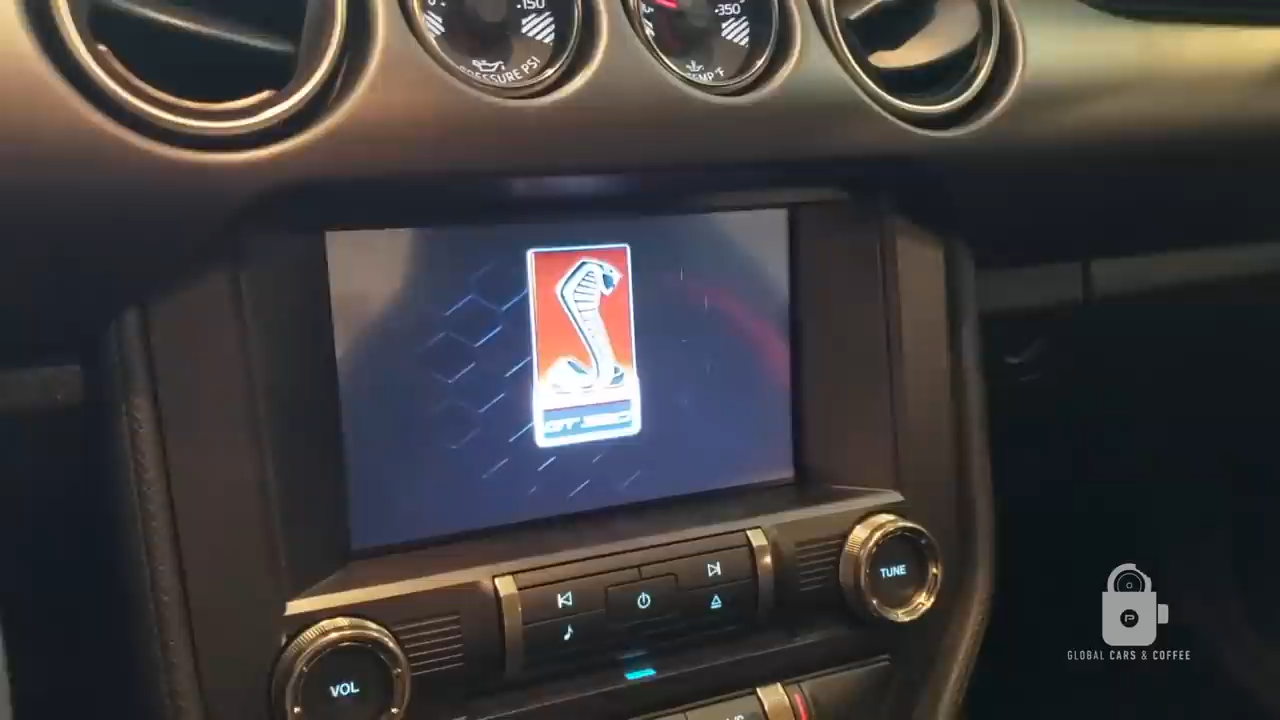 150
350
PRESSURE PSI
TEMP °F
GT350
TUNE
VOL
GLOBAL CARS & COFFEE